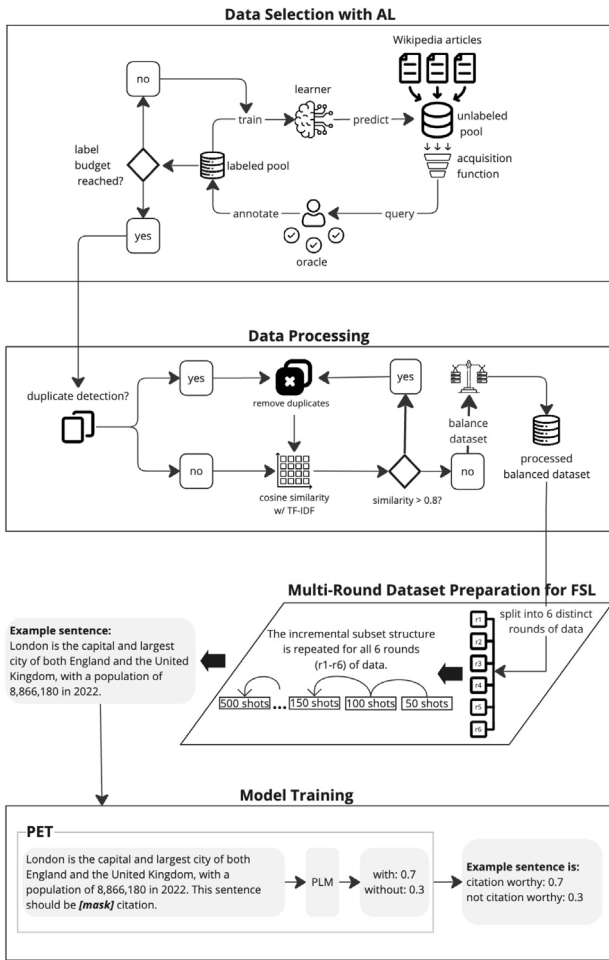 Data Selection with AL
Wikipedia articles
no
learner
train
predict
unlabeled
pool
label
budget
reached?
labeled pool
acquisition
function
annotate
query
yes
oracle
Data Processing
duplicate detection?
yes
remove duplicates
yes
balance
dataset
no
cosine similarity
w/ TF-IDF
similarity > 0.8?
no
processed
balanced dataset
Multi-Round Dataset Preparation for FSL
split into 6 distinct
rounds of data
Example sentence:
London is the capital and largest
city of both England and the United
Kingdom, with a population of
8,866,180 in 2022.
The incremental subset structure
is repeated for all 6 rounds
(r1-r6) of data.
500 shots ... 150 shots 100 shots 50 shots
r1
r2
r3
r4
r5
r6
Model Training
PET
London is the capital and largest city of both
England and the United Kingdom, with a
population of 8,866,180 in 2022. This sentence
should be [mask] citation.
PLM
with: 0.7
without: 0.3
Example sentence is:
citation worthy: 0.7
not citation worthy: 0.3